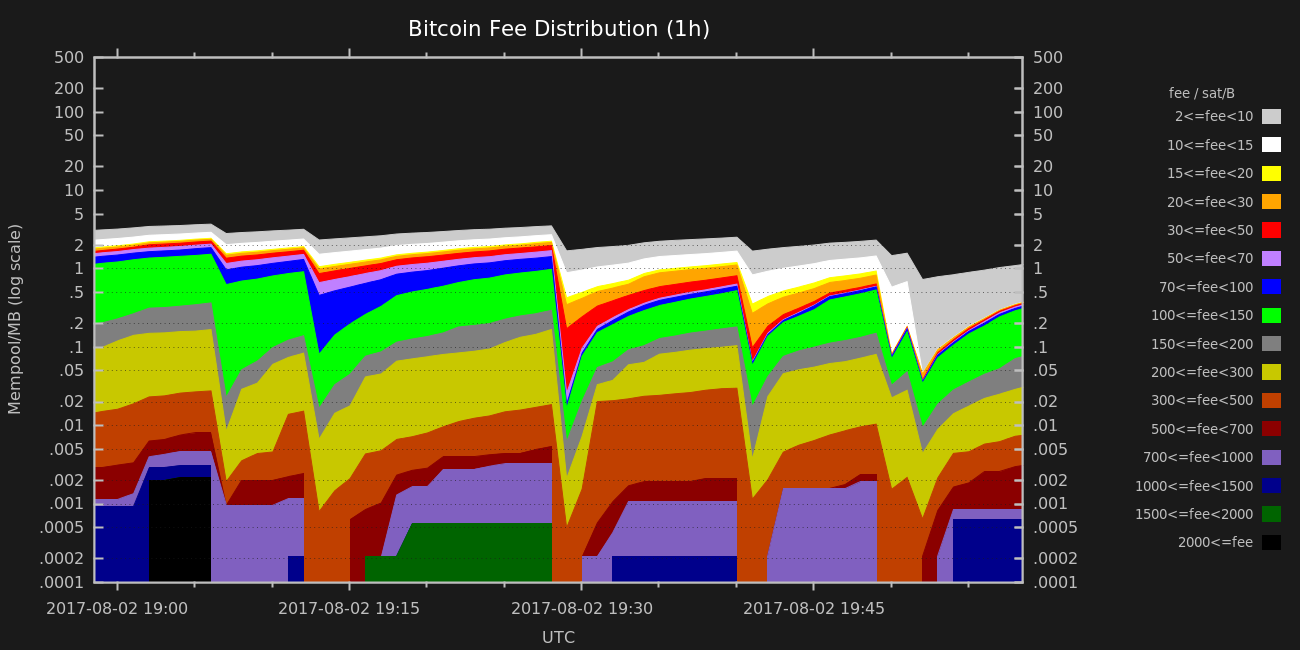 Bitcoin Fee Distribution (1h)
500
200
100
50
20
10
5
2
1
.5
.2
.1
.05
.02
.01
.005
.002
.001
.0005
.0002
.0001
Mempool/MB (log scale)
500
200
100
50
20
10
5
2
1
.5
.2
.1
.05
.02
.01
.005
.002
.001
.0005
.0002
.0001
2017-08-02 19:00
2017-08-02 19:15
2017-08-02 19:30
2017-08-02 19:45
UTC
fee / sat/B
2<=fee<10
10<=fee<15
15<=fee<20
20<=fee<30
30<=fee<50
50<=fee<70
70<=fee<100
100<=fee<150
150<=fee<200
200<=fee<300
300<=fee<500
500<=fee<700
700<=fee<1000
1000<=fee<1500
1500<=fee<2000
2000<=fee